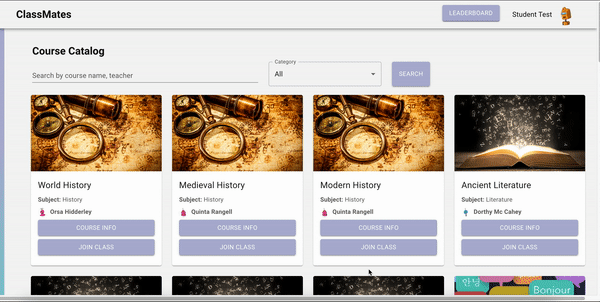 ClassMates
LEADERBOARD
Student Test
Course Catalog
Search by course name, teacher
Category
All
SEARCH
World History
Subject: History
Orsa Hidderley
COURSE INFO
JOIN CLASS
Medieval History
Subject: History
Quinta Rangell
COURSE INFO
JOIN CLASS
Modern History
Subject: History
Quinta Rangell
COURSE INFO
JOIN CLASS
Ancient Literature
Subject: Literature
Dorthy Mc Cahey
COURSE INFO
JOIN CLASS
안녕
Bonjour